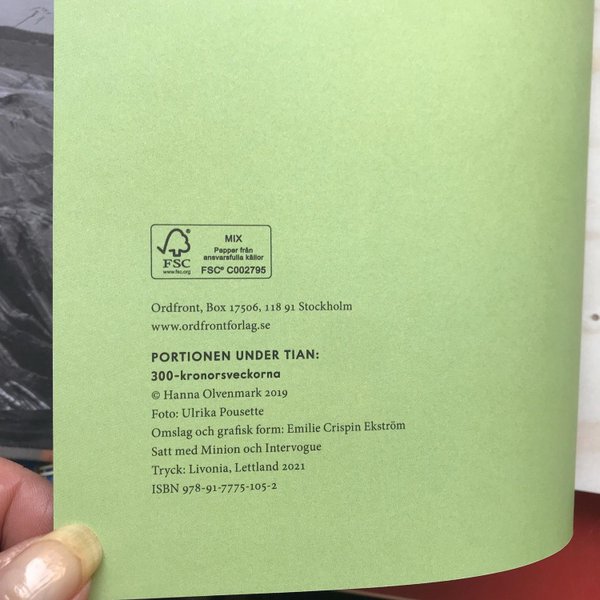 FSC
www.fsc.org
MIX
Papper från
ansvarsfulla källor
FSC® C002795
Ordfront, Box 17506, 118 91 Stockholm
www.ordfrontforlag.se
PORTIONEN UNDER TIAN:
300-kronorsveckorna
© Hanna Olvenmark 2019
Foto: Ulrika Pousette
Omslag och grafisk form: Emilie Crispin Ekström
Satt med Minion och Intervogue
Tryck: Livonia, Lettland 2021
ISBN 978-91-7775-105-2